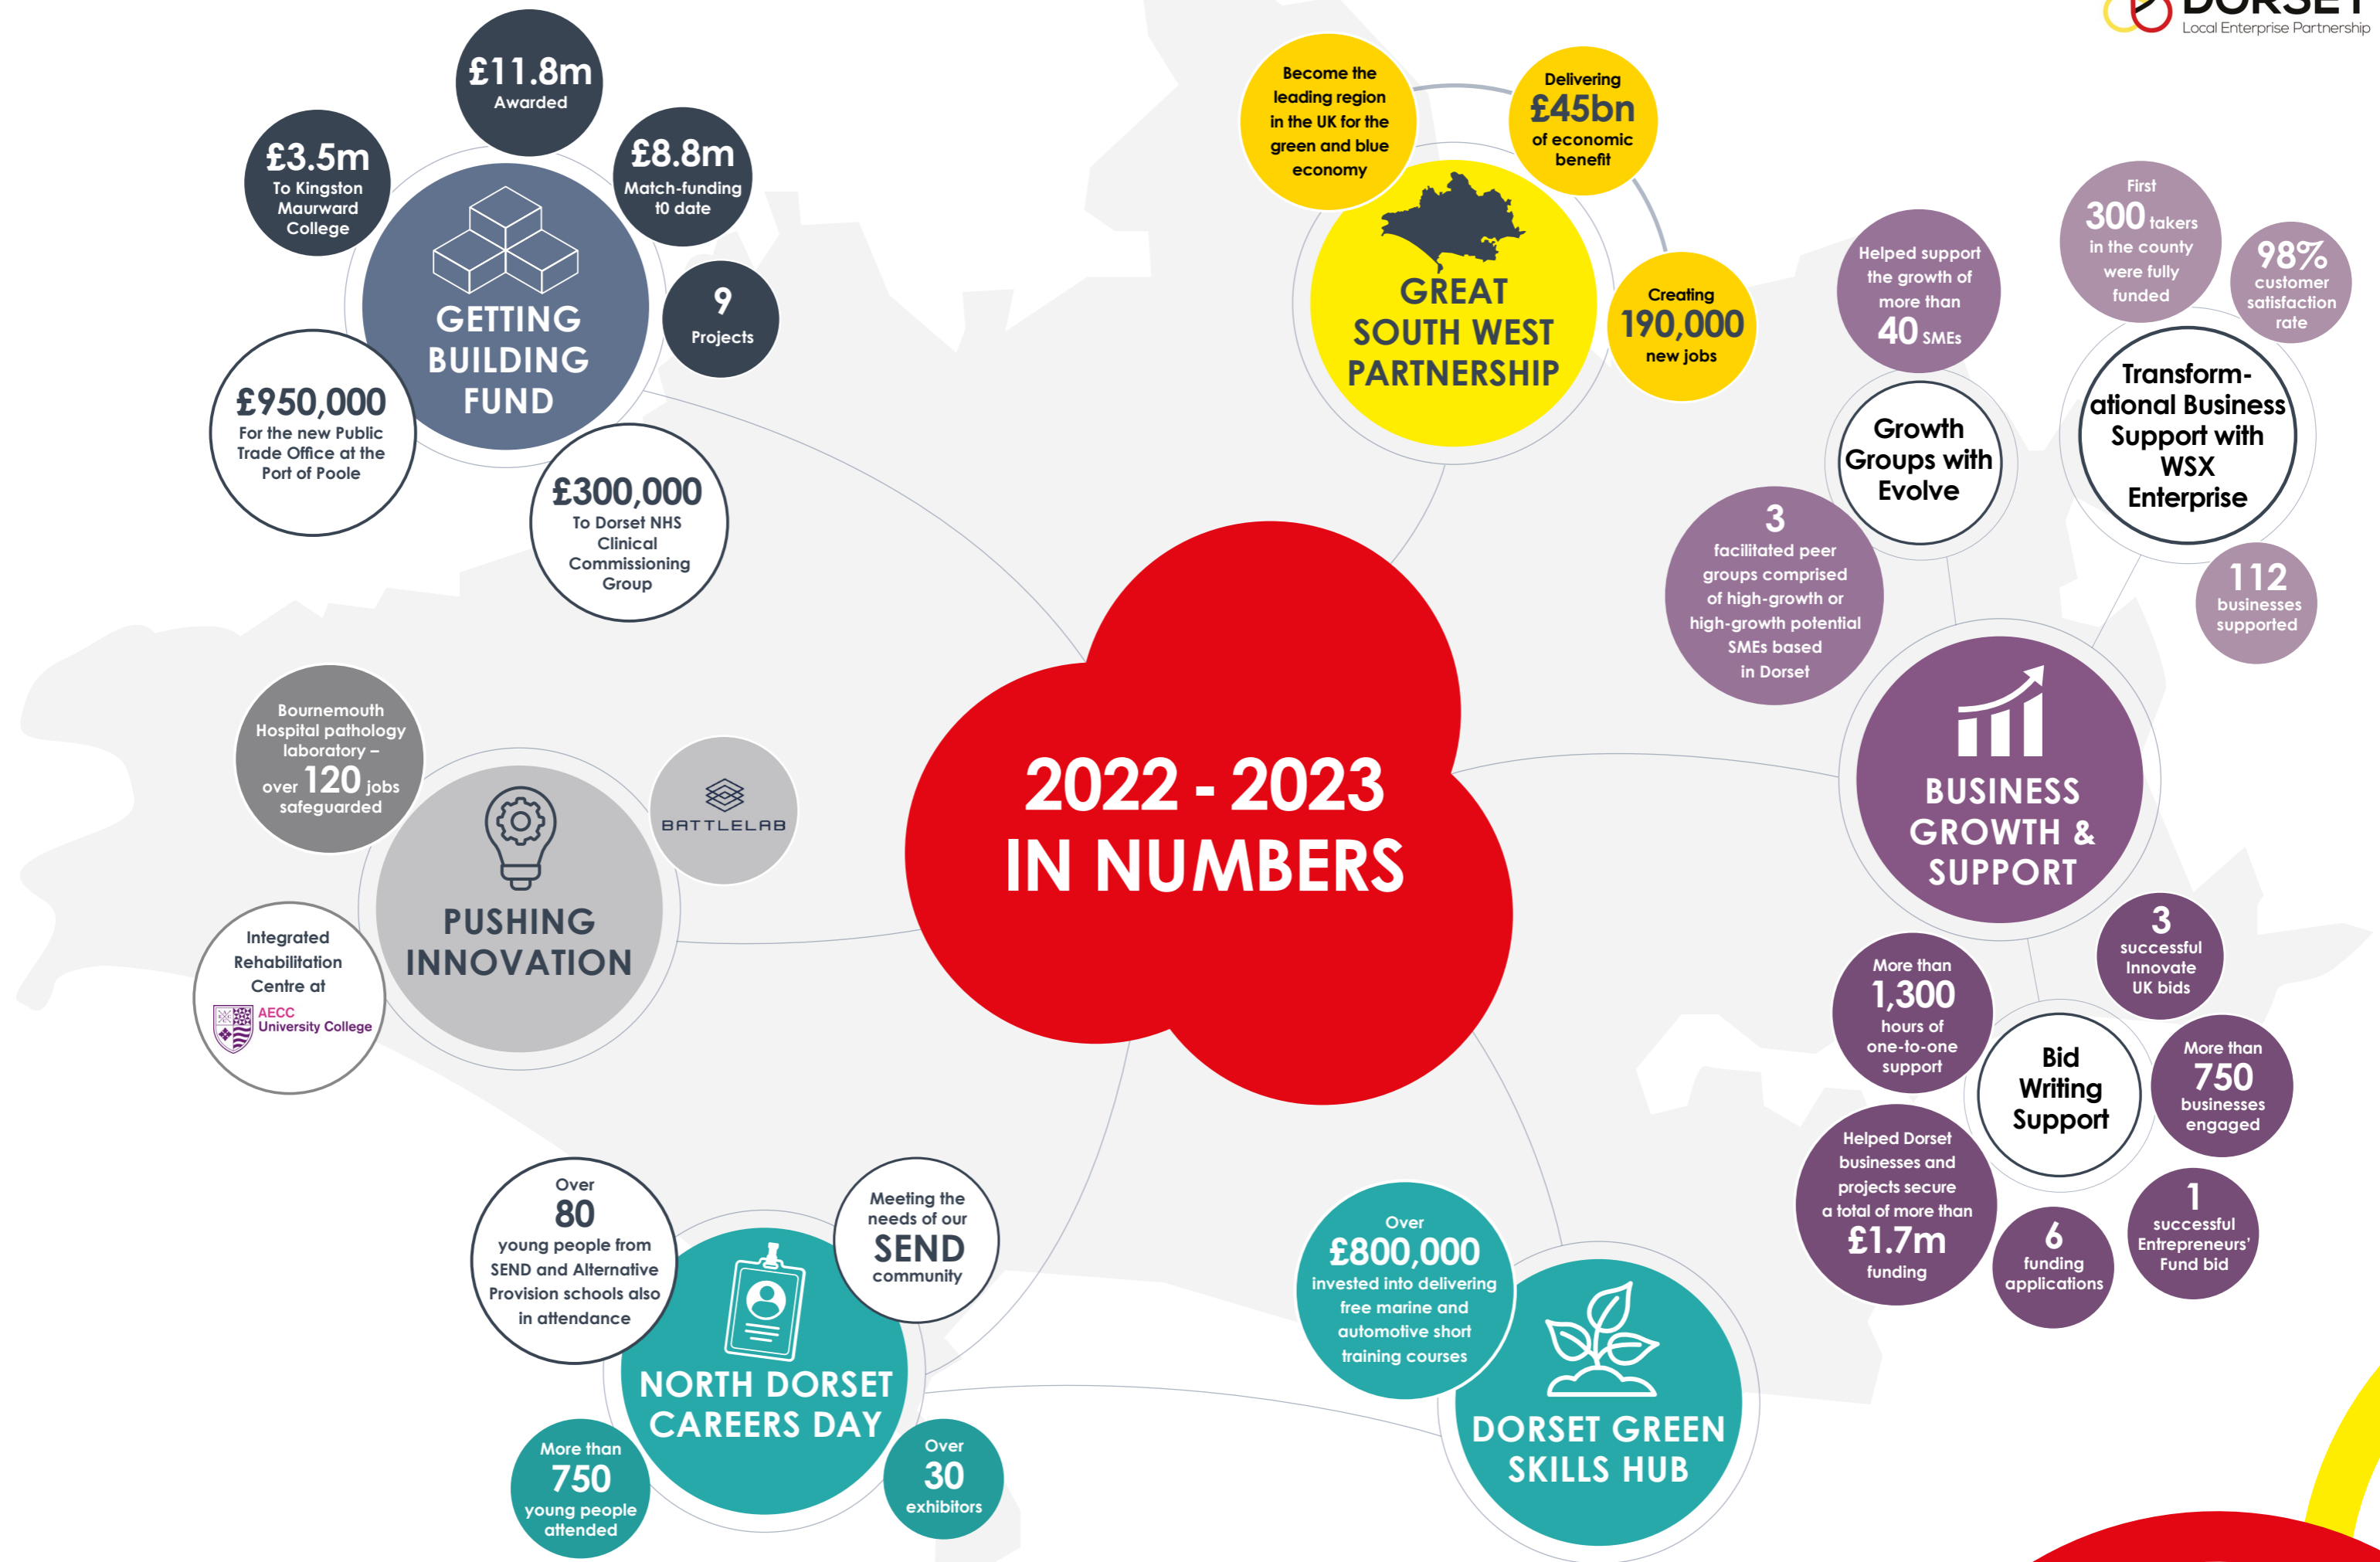 DORSET
Local Enterprise Partnership
£11.8m
Awarded
£3.5m
To Kingston
Maurward
College
£8.8m
Match-funding
t0 date
9
Projects
GETTING
BUILDING
FUND
£950,000
For the new Public
Trade Office at the
Port of Poole
£300,000
To Dorset NHS
Clinical
Commissioning
Group
Become the
leading region
in the UK for the
green and blue
economy
Delivering
£45bn
of economic
benefit
Creating
190,000
new jobs
GREAT
SOUTH WEST
PARTNERSHIP
Helped support
the growth of
more than
40 SMEs
Growth
Groups with
Evolve
3
facilitated peer
groups comprised
of high-growth or
high-growth potential
SMEs based
in Dorset
First
300 takers
in the county
were fully
funded
98%
customer
satisfaction
rate
Transform-
ational Business
Support with
WSX
Enterprise
112
businesses
supported
2022 - 2023
IN NUMBERS
BUSINESS
GROWTH &
SUPPORT
Bournemouth
Hospital pathology
laboratory –
over 120 jobs
safeguarded
BATTLELAB
PUSHING
INNOVATION
Integrated
Rehabilitation
Centre at
AECC
University College
More than
1,300
hours of
one-to-one
support
3
successful
Innovate
UK bids
Bid
Writing
Support
More than
750
businesses
engaged
Helped Dorset
businesses and
projects secure
a total of more than
£1.7m
funding
6
funding
applications
1
successful
Entrepreneurs'
Fund bid
Over
80
young people from
SEND and Alternative
Provision schools also
in attendance
Meeting the
needs of our
SEND
community
NORTH DORSET
CAREERS DAY
More than
750
young people
attended
Over
30
exhibitors
Over
£800,000
invested into delivering
free marine and
automotive short
training courses
DORSET GREEN
SKILLS HUB